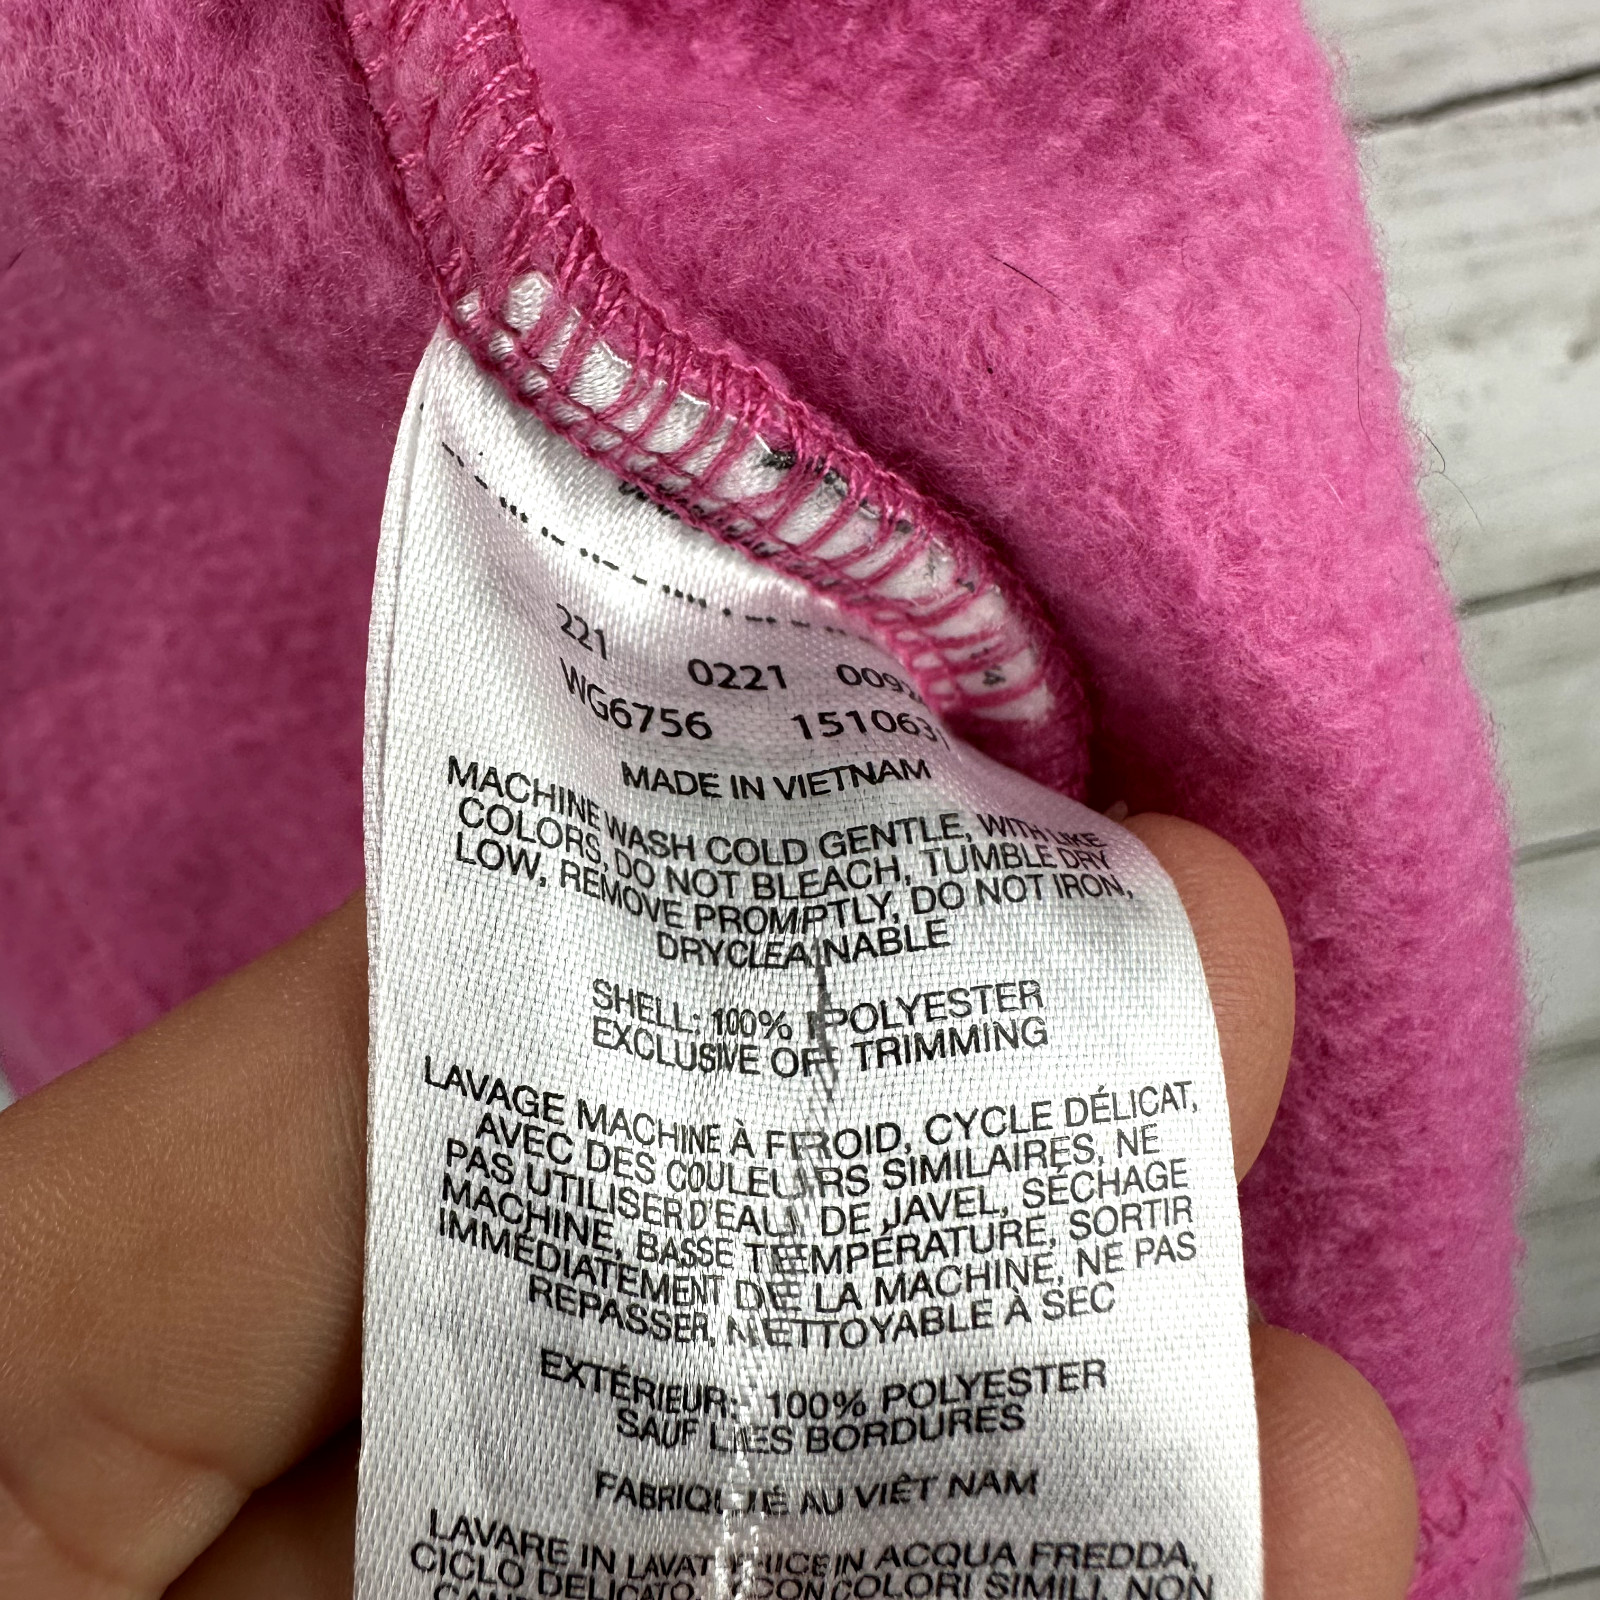 221 0221
WG6756
MADE IN VIETNAM
MACHINE WASH COLD GENTLE, WITH LIKE
COLORS, DO NOT BLEACH, TUMBLE DRY
LOW, REMOVE PROMPTLY, DO NOT IRON,
DRYCLEANABLE
SHELL: 100% POLYESTER
EXCLUSIVE OF TRIMMING
LAVAGE MACHINE À FROID, CYCLE DÉLICAT,
AVEC DES COULEURS SIMILAIRES, NE
PAS UTILISER D'EAU DE JAVEL, SÉCHAGE
MACHINE, BASSE TEMPÉRATURE, SORTIR
IMMÉDIATEMENT DE LA MACHINE, NE PAS
REPASSER, NETTOYABLE À SEC
EXTÉRIEUR: 100% POLYESTER
SAUF LES BORDURES
FABRIQUÉ AU VIÊT NAM
LAVARE IN LAVATRICE IN ACQUA FREDDA,
CICLO DELICATO, CON COLORI SIMILI, NON